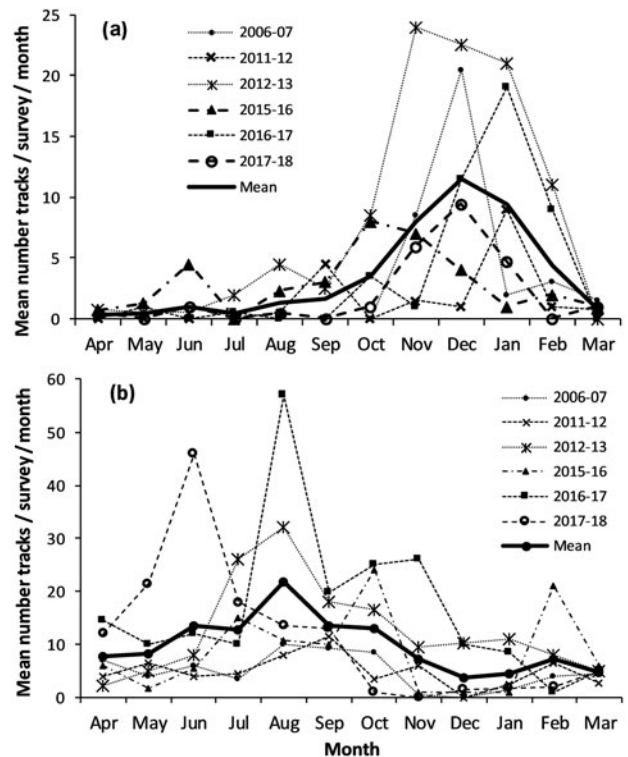 (a)
Mean number tracks / survey / month
25
20
15
10
5
0
2006-07
2011-12
2012-13
2015-16
2016-17
2017-18
Mean
Apr May Jun Jul Aug Sep Oct Nov Dec Jan Feb Mar
(b)
Mean number tracks / survey / month
60
50
40
30
20
10
0
2006-07
2011-12
2012-13
2015-16
2016-17
2017-18
Mean
Apr May Jun Jul Aug Sep Oct Nov Dec Jan Feb Mar
Month